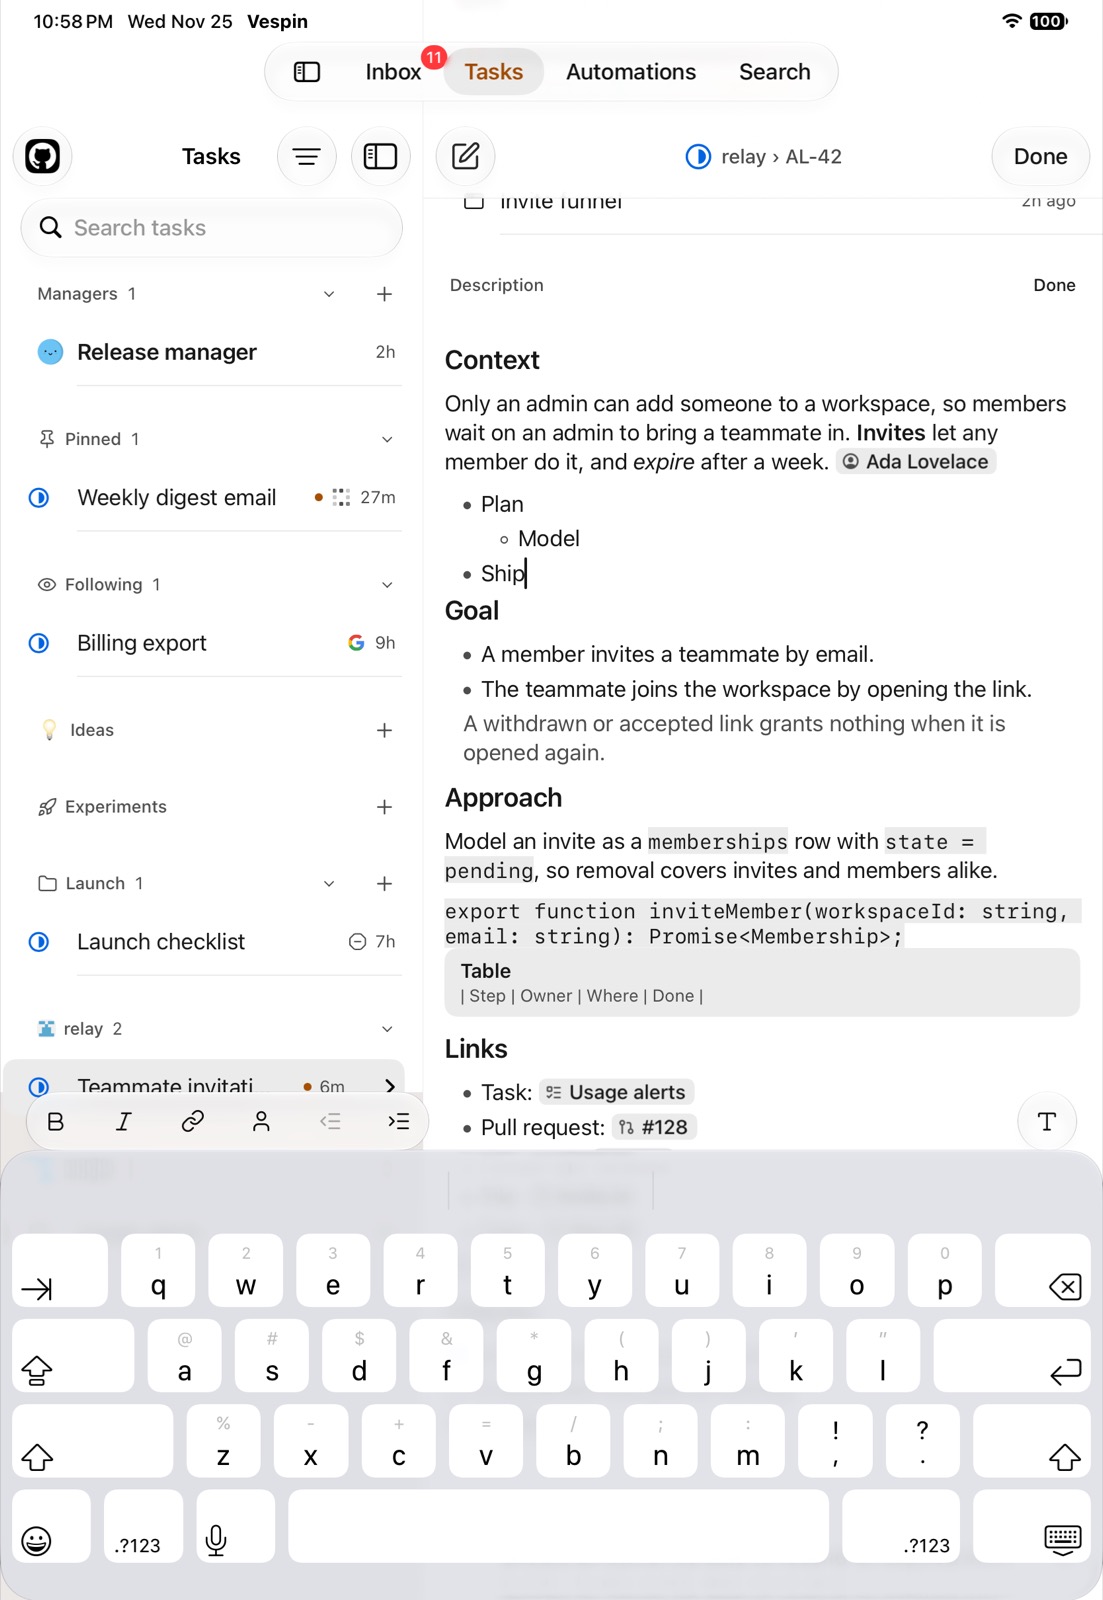 10:58 PM Wed Nov 25 Vespin
100
Inbox 11 Tasks Automations Search
Tasks
relay › AL-42
Done
Search tasks
Managers 1
Release manager 2h
Pinned 1
Weekly digest email 27m
Following 1
Billing export 9h
Ideas
Experiments
Launch 1
Launch checklist 7h
relay 2
Teammate invitati 6m
Invite funnel 2h ago
Description Done
Context
Only an admin can add someone to a workspace, so members
wait on an admin to bring a teammate in. Invites let any
member do it, and expire after a week. Ada Lovelace
• Plan
◦ Model
• Ship
Goal
• A member invites a teammate by email.
• The teammate joins the workspace by opening the link.
A withdrawn or accepted link grants nothing when it is
opened again.
Approach
Model an invite as a memberships row with state =
pending, so removal covers invites and members alike.
export function inviteMember(workspaceId: string,
email: string): Promise<Membership>;
Table
| Step | Owner | Where | Done |
Links
• Task: Usage alerts
• Pull request: #128
B I T
1 2 3 4 5 6 7 8 9 0
q w e r t y u i o p
@ # $ & * ( ) ' "
a s d f g h j k l
% - + = / ; : ! ?
z x c v b n m , .
.?123 .?123